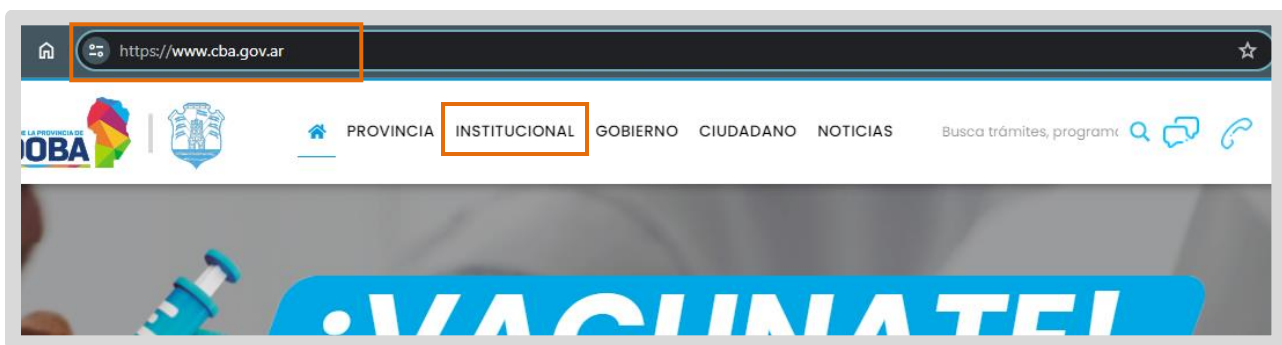 https://www.cba.gov.ar
DE LA PROVINCIA DE
OBA
PROVINCIA INSTITUCIONAL GOBIERNO CIUDADANO NOTICIAS Busca trámites, program
¡VACUNATE!